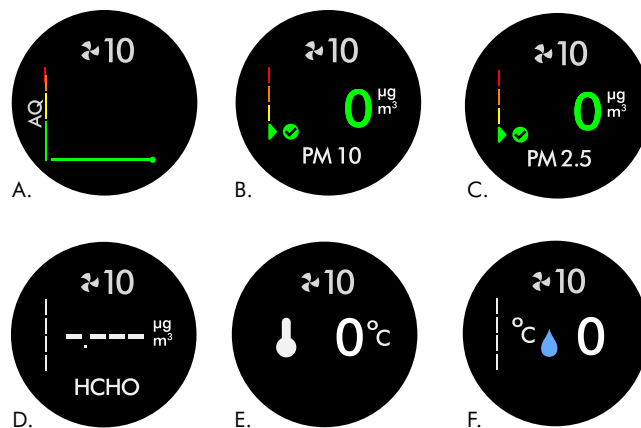 10
AQ
A.
10
0 µg
m³
PM 10
B.
10
0 µg
m³
PM 2.5
C.
10
-.--- µg
m³
HCHO
D.
10
0 °C
E.
10
°C 0
F.